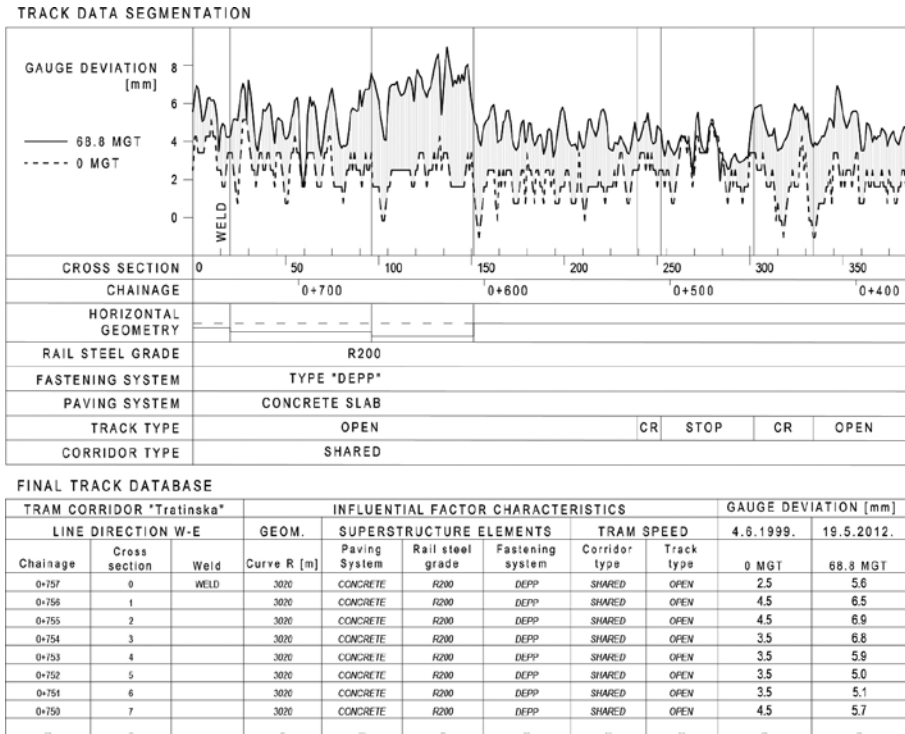 TRACK DATA SEGMENTATION
GAUGE DEVIATION
[mm]
8
6
4
2
0
68.8 MGT
0 MGT
WELD
CROSS SECTION 0 50 100 150 200 250 300 350
CHAINAGE 0+700 0+600 0+500 0+400
HORIZONTAL
GEOMETRY
RAIL STEEL GRADE R200
FASTENING SYSTEM TYPE "DEPP"
PAVING SYSTEM CONCRETE SLAB
TRACK TYPE OPEN CR STOP CR OPEN
CORRIDOR TYPE SHARED
FINAL TRACK DATABASE
TRAM CORRIDOR "Tratinska" INFLUENTIAL FACTOR CHARACTERISTICS GAUGE DEVIATION [mm]
LINE DIRECTION W-E GEOM. SUPERSTRUCTURE ELEMENTS TRAM SPEED 4.6.1999. 19.5.2012.
Chainage Cross section Weld Curve R [m] Paving System Rail steel grade Fastening system Corridor type Track type 0 MGT 68.8 MGT
0+757 0 WELD 3020 CONCRETE R200 DEPP SHARED OPEN 2.5 5.6
0+756 1 3020 CONCRETE R200 DEPP SHARED OPEN 4.5 6.5
0+755 2 3020 CONCRETE R200 DEPP SHARED OPEN 4.5 6.9
0+754 3 3020 CONCRETE R200 DEPP SHARED OPEN 3.5 6.8
0+753 4 3020 CONCRETE R200 DEPP SHARED OPEN 3.5 5.9
0+752 5 3020 CONCRETE R200 DEPP SHARED OPEN 3.5 5.0
0+751 6 3020 CONCRETE R200 DEPP SHARED OPEN 3.5 5.1
0+750 7 3020 CONCRETE R200 DEPP SHARED OPEN 4.5 5.7